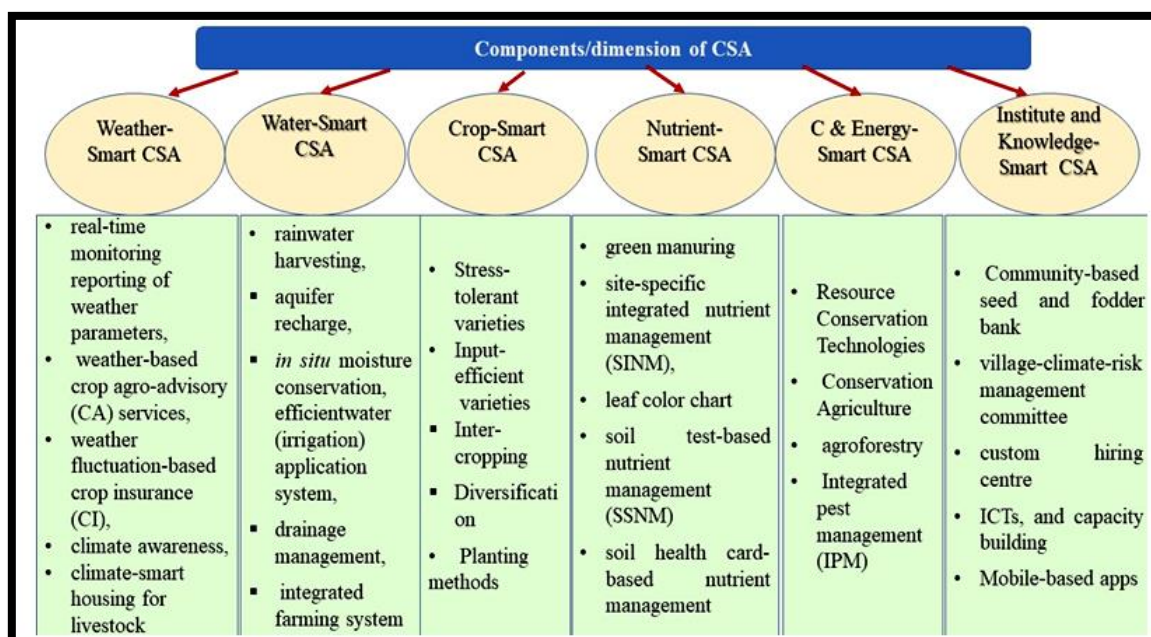 Components/dimension of CSA
Weather-
Smart CSA
Water-Smart
CSA
Crop-Smart
CSA
Nutrient-
Smart CSA
C & Energy-
Smart CSA
Institute and
Knowledge-
Smart CSA
• real-time
monitoring
reporting of
weather
parameters,
• weather-based
crop agro-advisory
(CA) services,
• weather
fluctuation-based
crop insurance
(CI),
• climate awareness,
• climate-smart
housing for
livestock
• rainwater
harvesting,
▪ aquifer
recharge,
▪ in situ moisture
conservation,
efficientwater
(irrigation)
application
system,
▪ drainage
management,
▪ integrated
farming system
• Stress-
tolerant
varieties
• Input-
efficient
varieties
▪ Inter-
cropping
▪ Diversificati
on
• Planting
methods
• green manuring
• site-specific
integrated nutrient
management
(SINM),
• leaf color chart
• soil test-based
nutrient
management
(SSNM)
• soil health card-
based nutrient
management
• Resource
Conservation
Technologies
• Conservation
Agriculture
• agroforestry
• Integrated
pest
management
(IPM)
• Community-based
seed and fodder
bank
• village-climate-risk
management
committee
• custom hiring
centre
• ICTs, and capacity
building
• Mobile-based apps